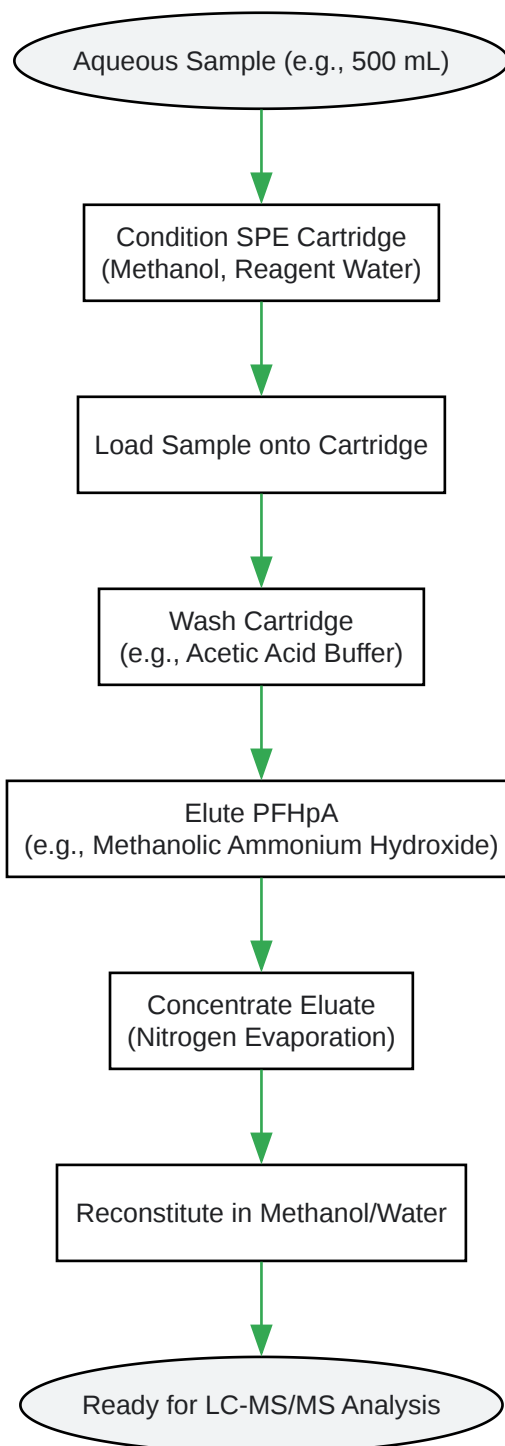 Aqueous Sample (e.g., 500 mL)
Condition SPE Cartridge
(Methanol, Reagent Water)
Load Sample onto Cartridge
Wash Cartridge
(e.g., Acetic Acid Buffer)
Elute PFHpA
(e.g., Methanolic Ammonium Hydroxide)
Concentrate Eluate
(Nitrogen Evaporation)
Reconstitute in Methanol/Water
Ready for LC-MS/MS Analysis